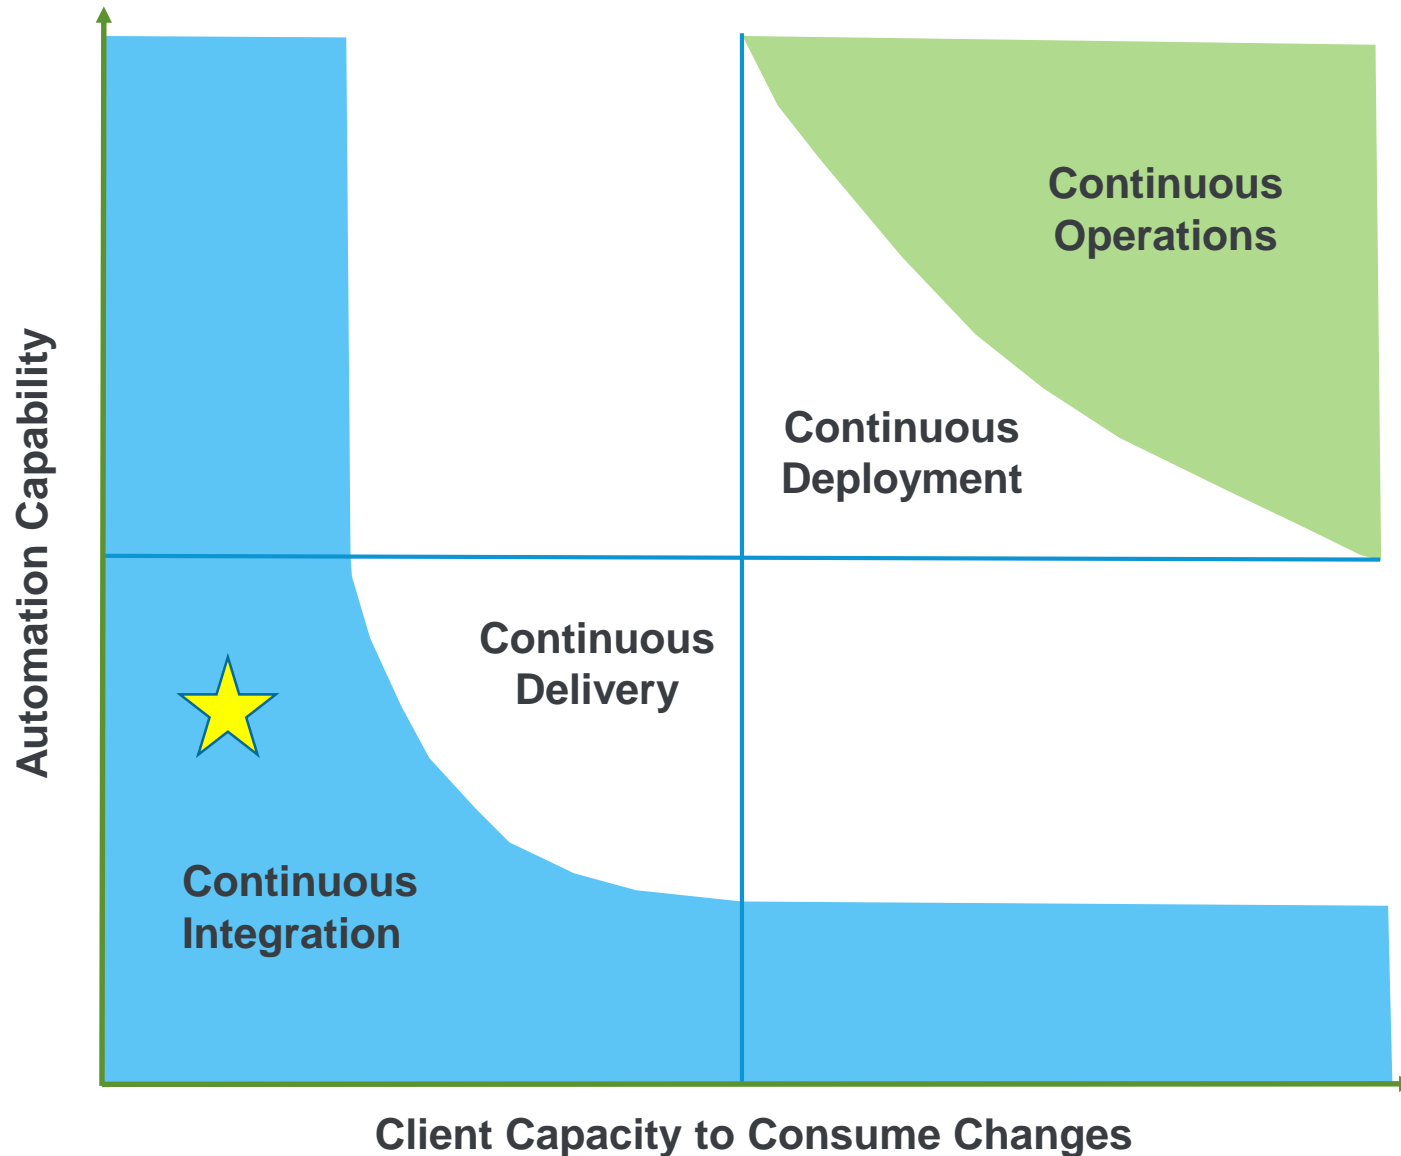 Continuous
Operations
Continuous
Deployment
Automation Capability
Continuous
Delivery
Continuous
Integration
Client Capacity to Consume Changes